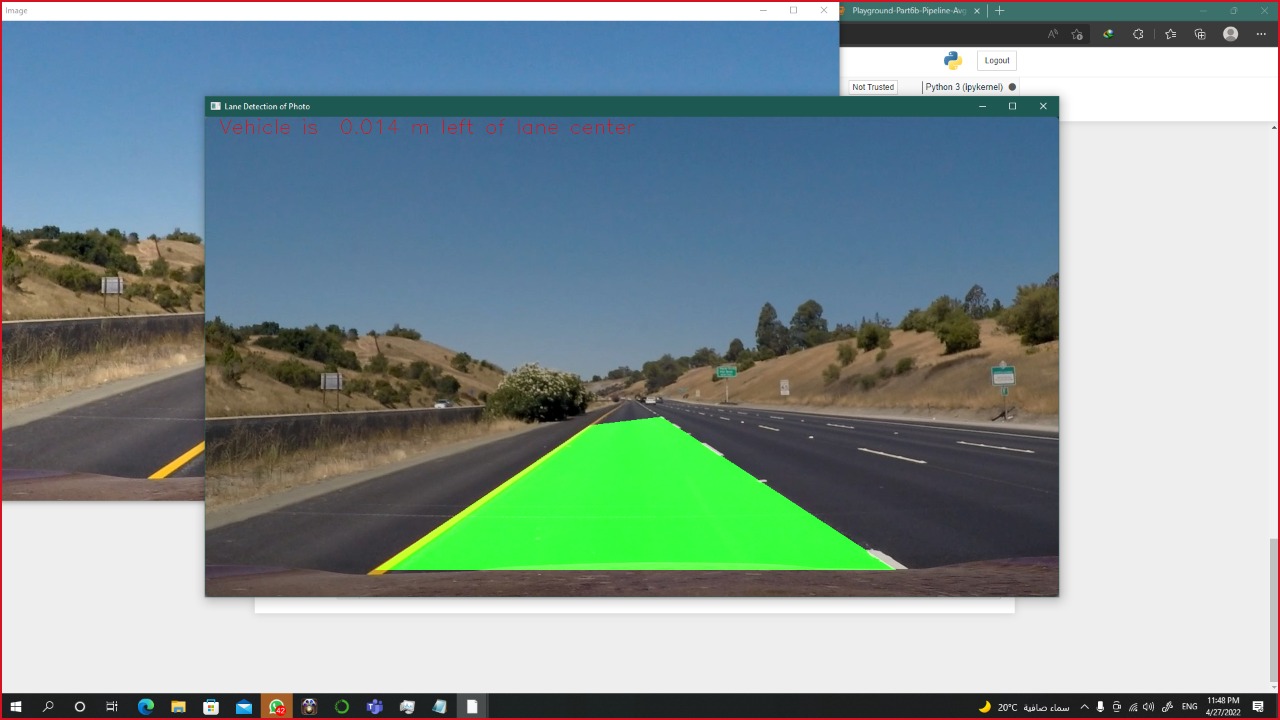 Image
Playground-Part6b-Pipeline-Avg
Logout
Not Trusted
Python 3 (ipykernel)
Lane Detection of Photo
Vehicle is 0.014 m left of lane center
42
20°C
سماء صافية
ENG
11:48 PM
4/27/2022